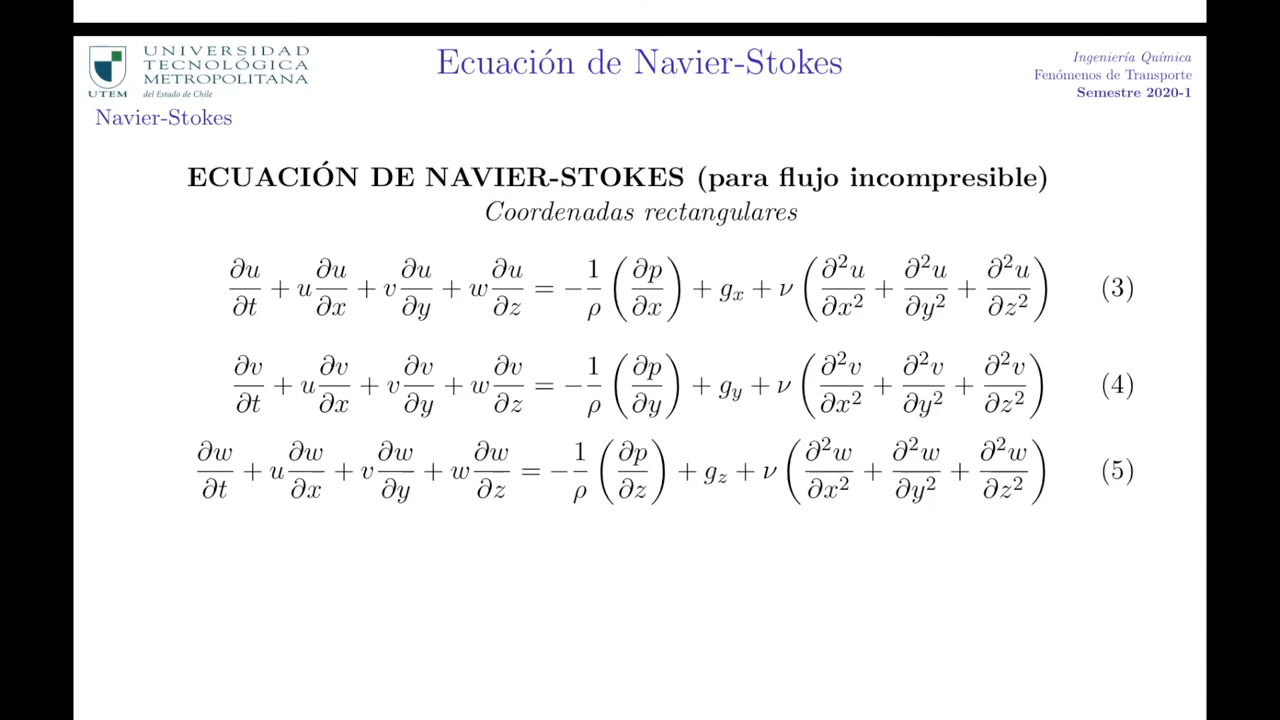 UNIVERSIDAD
TECNOLÓGICA
METROPOLITANA
UTEM
del Estado de Chile
Ecuación de Navier-Stokes
Ingeniería Química
Fenómenos de Transporte
Semestre 2020-1
Navier-Stokes
ECUACIÓN DE NAVIER-STOKES (para flujo incompresible)
Coordenadas rectangulares
∂u/∂t + u ∂u/∂x + v ∂u/∂y + w ∂u/∂z = −1/ρ (∂p/∂x) + gₓ + ν (∂²u/∂x² + ∂²u/∂y² + ∂²u/∂z²) (3)
∂v/∂t + u ∂v/∂x + v ∂v/∂y + w ∂v/∂z = −1/ρ (∂p/∂y) + g_y + ν (∂²v/∂x² + ∂²v/∂y² + ∂²v/∂z²) (4)
∂w/∂t + u ∂w/∂x + v ∂w/∂y + w ∂w/∂z = −1/ρ (∂p/∂z) + g_z + ν (∂²w/∂x² + ∂²w/∂y² + ∂²w/∂z²) (5)